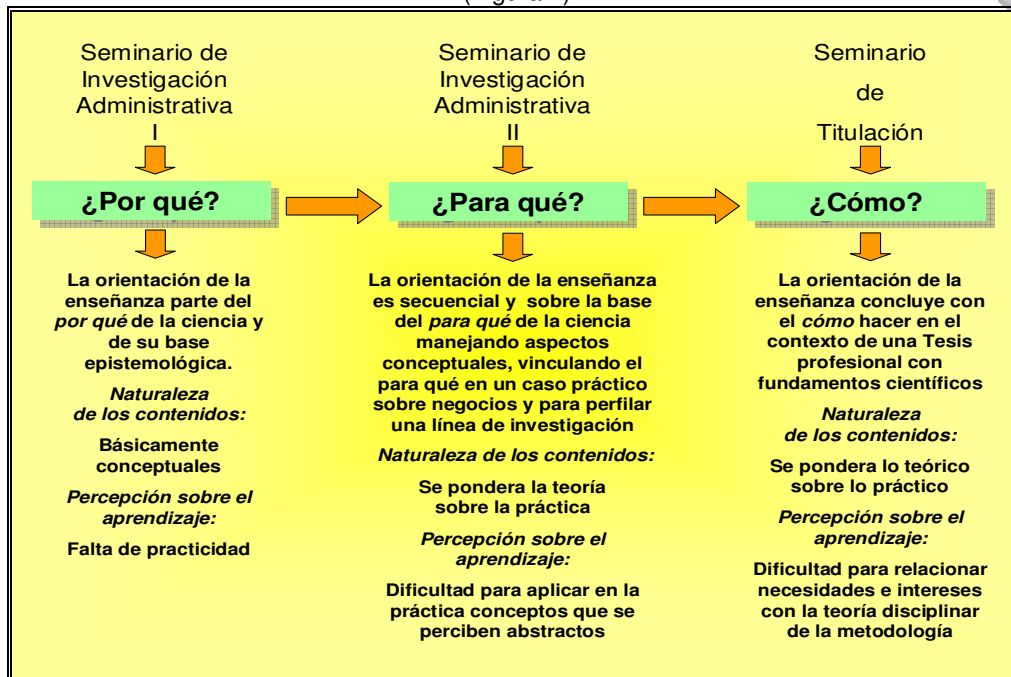 Seminario de
Investigación
Administrativa
I
¿Por qué?
La orientación de la
enseñanza parte del
por qué de la ciencia y
de su base
epistemológica.
Naturaleza
de los contenidos:
Básicamente
conceptuales
Percepción sobre el
aprendizaje:
Falta de practicidad
Seminario de
Investigación
Administrativa
II
¿Para qué?
La orientación de la enseñanza
es secuencial y sobre la base
del para qué de la ciencia
manejando aspectos
conceptuales, vinculando el
para qué en un caso práctico
sobre negocios y para perfilar
una línea de investigación
Naturaleza de los contenidos:
Se pondera la teoría
sobre la práctica
Percepción sobre el
aprendizaje:
Dificultad para aplicar en la
práctica conceptos que se
perciben abstractos
Seminario
de
Titulación
¿Cómo?
La orientación de la
enseñanza concluye con
el cómo hacer en el
contexto de una Tesis
profesional con
fundamentos científicos
Naturaleza
de los contenidos:
Se pondera lo teórico
sobre lo práctico
Percepción sobre el
aprendizaje:
Dificultad para relacionar
necesidades e intereses
con la teoría disciplinar
de la metodología